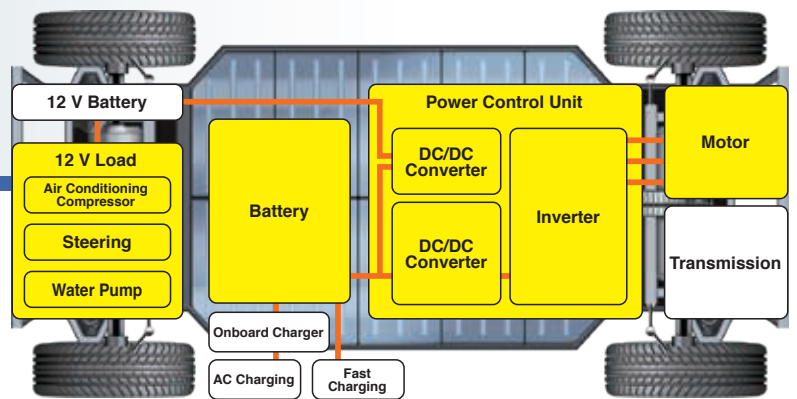 12 V Battery
12 V Load
Air Conditioning
Compressor
Steering
Water Pump
Battery
Onboard Charger
AC Charging
Fast
Charging
Power Control Unit
DC/DC
Converter
DC/DC
Converter
Inverter
Motor
Transmission